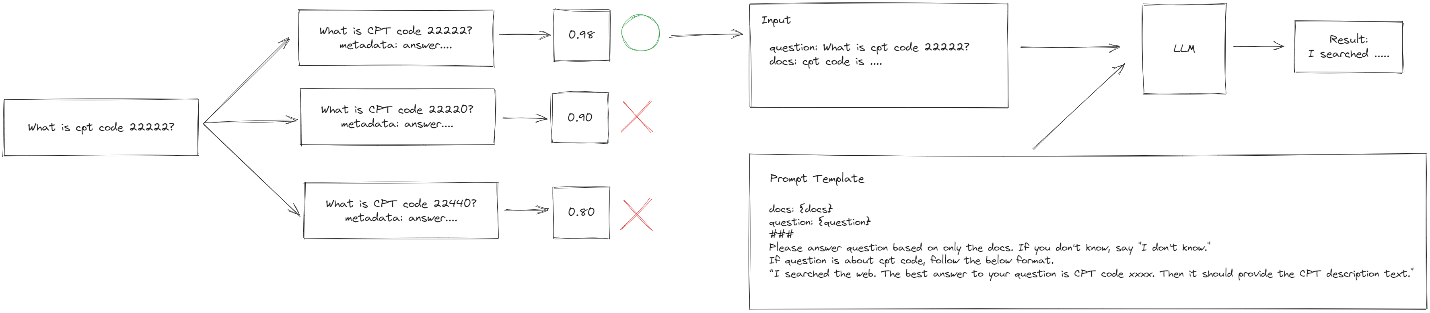 What is cpt code 22222?
What is CPT code 22222?
metadata: answer....
0.98
What is CPT code 22220?
metadata: answer....
0.90
What is CPT code 22440?
metadata: answer....
0.80
Input
question: What is cpt code 22222?
docs: cpt code is ....
LLM
Result:
I searched .....
Prompt Template
docs: {docs}
question: {question}
###
Please answer question based on only the docs. If you don't know, say "I don't know."
If question is about cpt code, follow the below format.
"I searched the web. The best answer to your question is CPT code xxxx. Then it should provide the CPT description text."